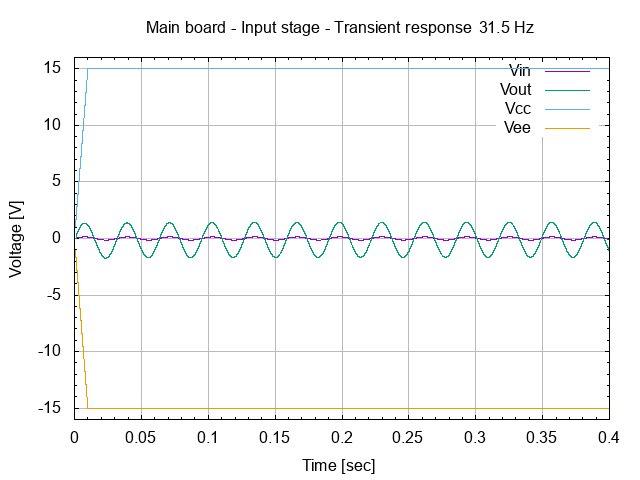 Main board - Input stage - Transient response 31.5 Hz
Vin
Vout
Vcc
Vee
15
10
5
0
-5
-10
-15
Voltage [V]
0 0.05 0.1 0.15 0.2 0.25 0.3 0.35 0.4
Time [sec]